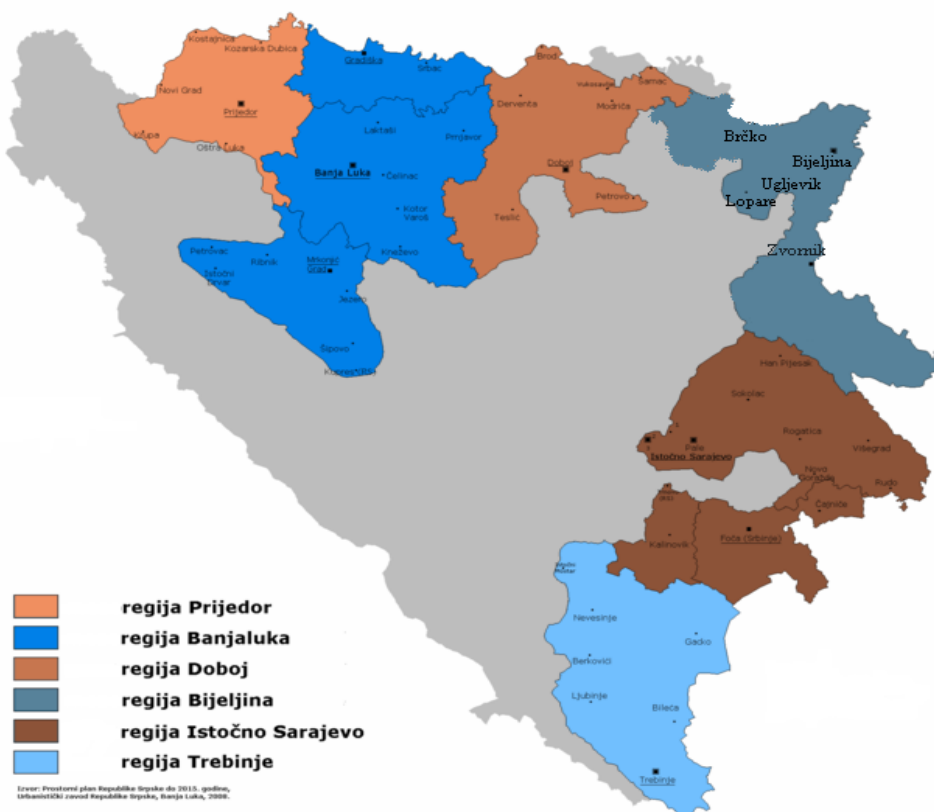 Kostajnica
Kozarska Dubica
Novi Grad
Prijedor
Krupa
Oštra Luka
Gradiška
Srbac
Laktaši
Prnjavor
Banja Luka
Čelinac
Kotor
Varoš
Kneževo
Petrovac
Istočni
Drvar
Ribnik
Mrkonjić
Grad
Jezero
Šipovo
Kupres (RS)
Brod
Vukosavlje
Šamac
Derventa
Modriča
Doboj
Petrovo
Teslić
Brčko
Bijeljina
Ugljevik
Lopare
Zvornik
Han Pijesak
Sokolac
Rogatica
Višegrad
Pale
Istočno Sarajevo
Novo
Goražde
Rudo
Čajniče
Foča (Srbinje)
Kalinovik
Istočni
Mostar
Nevesinje
Gacko
Berkovići
Ljubinje
Bileća
Trebinje
regija Prijedor
regija Banjaluka
regija Doboj
regija Bijeljina
regija Istočno Sarajevo
regija Trebinje
Izvor: Prostorni plan Republike Srpske do 2015. godine,
Urbanistički zavod Republike Srpske, Banja Luka, 2008.